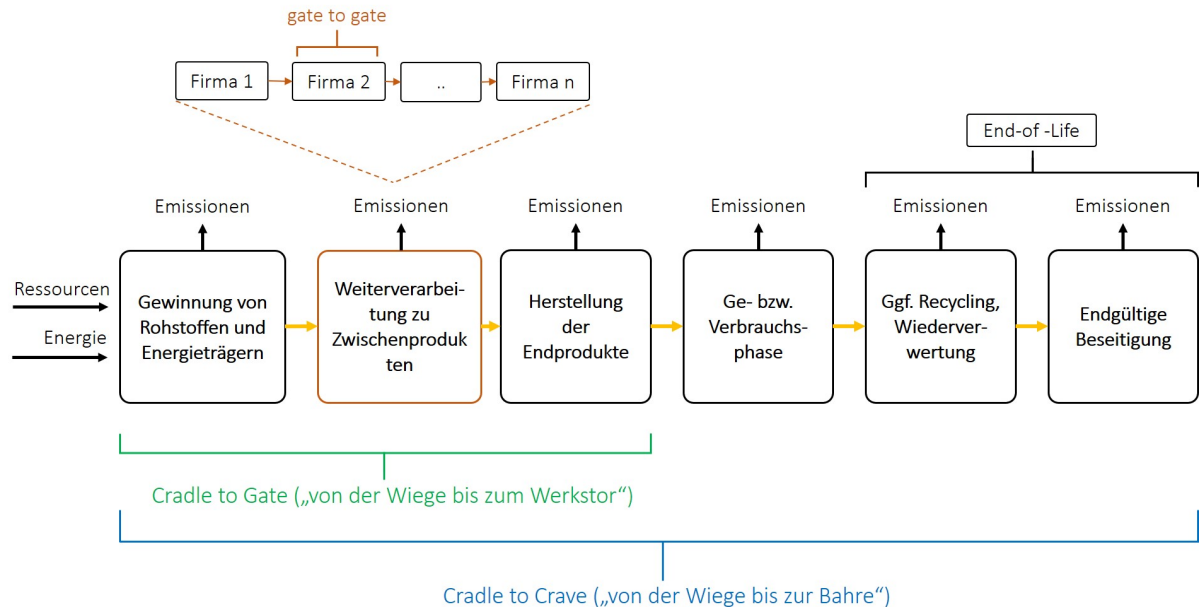 gate to gate
Firma 1
Firma 2
..
Firma n
End-of -Life
Emissionen
Emissionen
Emissionen
Emissionen
Emissionen
Emissionen
Ressourcen
Energie
Gewinnung von
Rohstoffen und
Energieträgern
Weiterverarbei-
tung zu
Zwischenproduk
ten
Herstellung
der
Endprodukte
Ge- bzw.
Verbrauchs-
phase
Ggf. Recycling,
Wiederver-
wertung
Endgültige
Beseitigung
Cradle to Gate („von der Wiege bis zum Werkstor“)
Cradle to Crave („von der Wiege bis zur Bahre“)